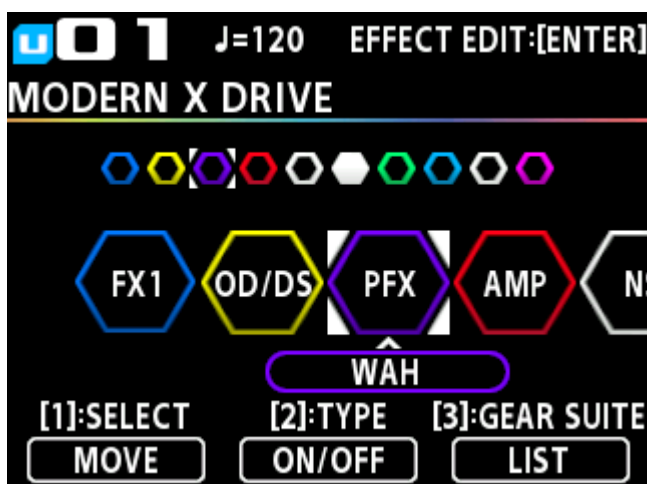 U01 ♩=120 EFFECT EDIT:[ENTER]
MODERN X DRIVE
FX1 OD/DS PFX AMP
WAH
[1]:SELECT [2]:TYPE [3]:GEAR SUITE
MOVE ON/OFF LIST